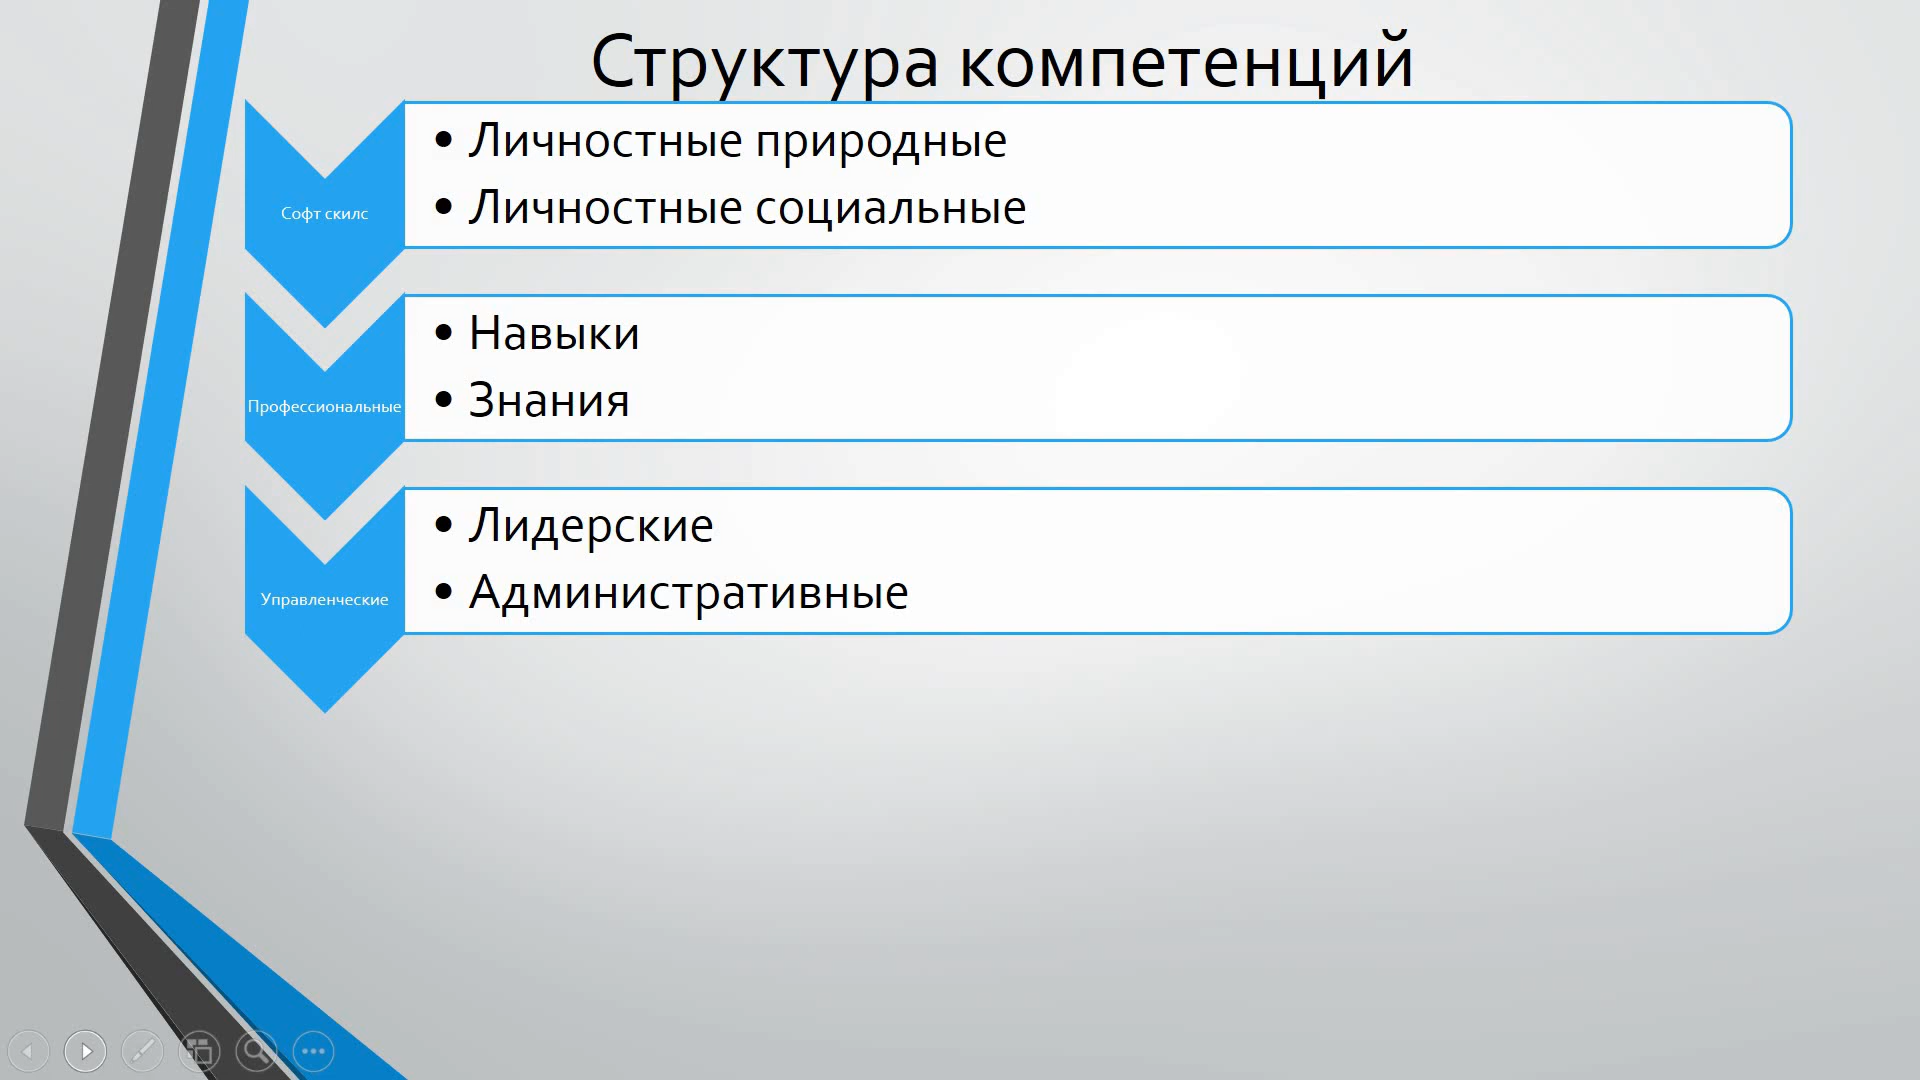 Структура компетенций
Софт скилс
• Личностные природные
• Личностные социальные
Профессиональные
• Навыки
• Знания
Управленческие
• Лидерские
• Административные